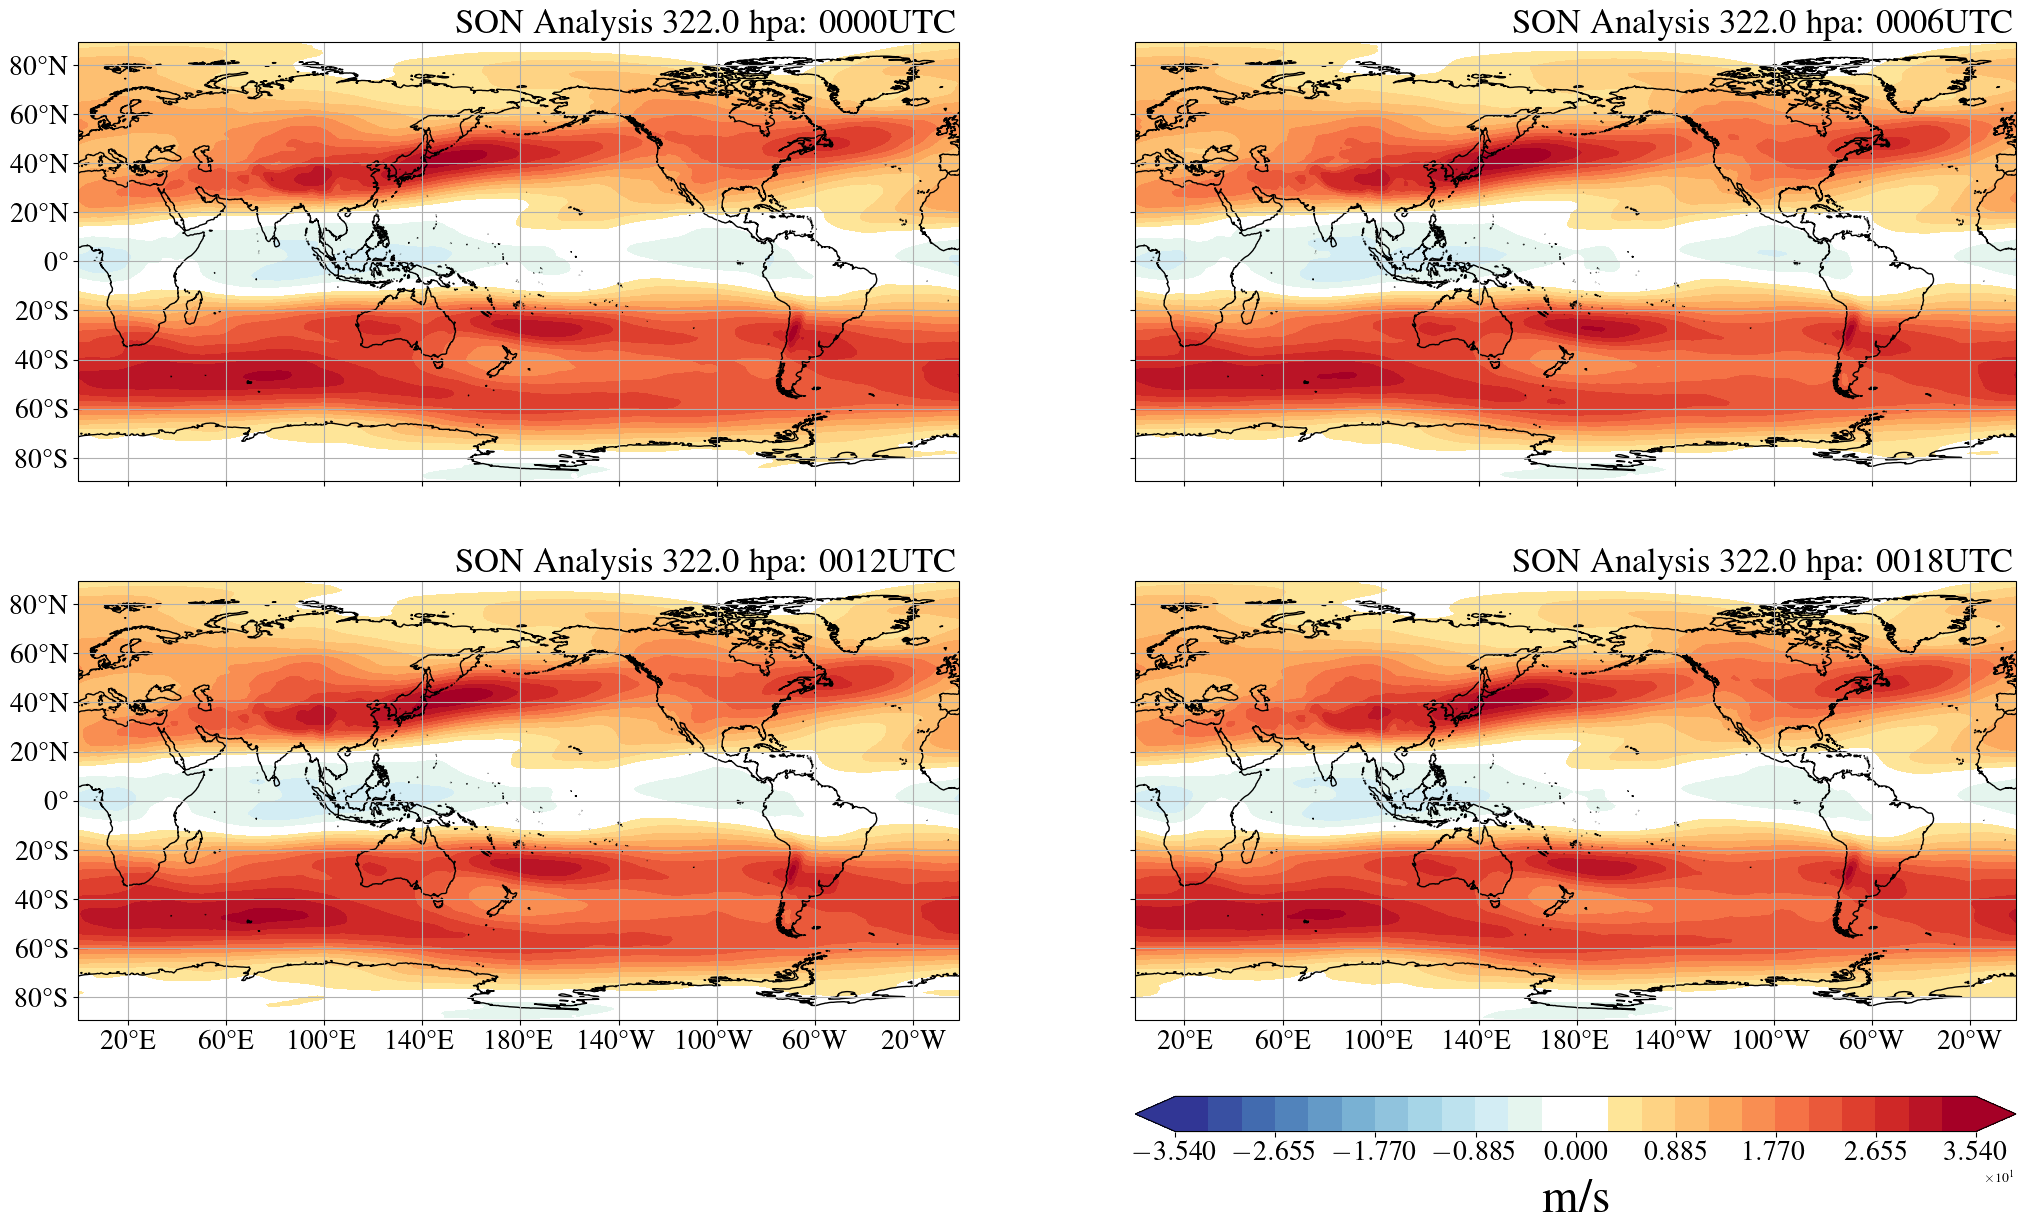 SON Analysis 322.0 hpa: 0000UTC
SON Analysis 322.0 hpa: 0006UTC
80°N
60°N
40°N
20°N
0°
20°S
40°S
60°S
80°S
SON Analysis 322.0 hpa: 0012UTC
SON Analysis 322.0 hpa: 0018UTC
80°N
60°N
40°N
20°N
0°
20°S
40°S
60°S
80°S
20°E 60°E 100°E 140°E 180°E 140°W 100°W 60°W 20°W
20°E 60°E 100°E 140°E 180°E 140°W 100°W 60°W 20°W
−3.540 −2.655 −1.770 −0.885 0.000 0.885 1.770 2.655 3.540
×10¹
m/s